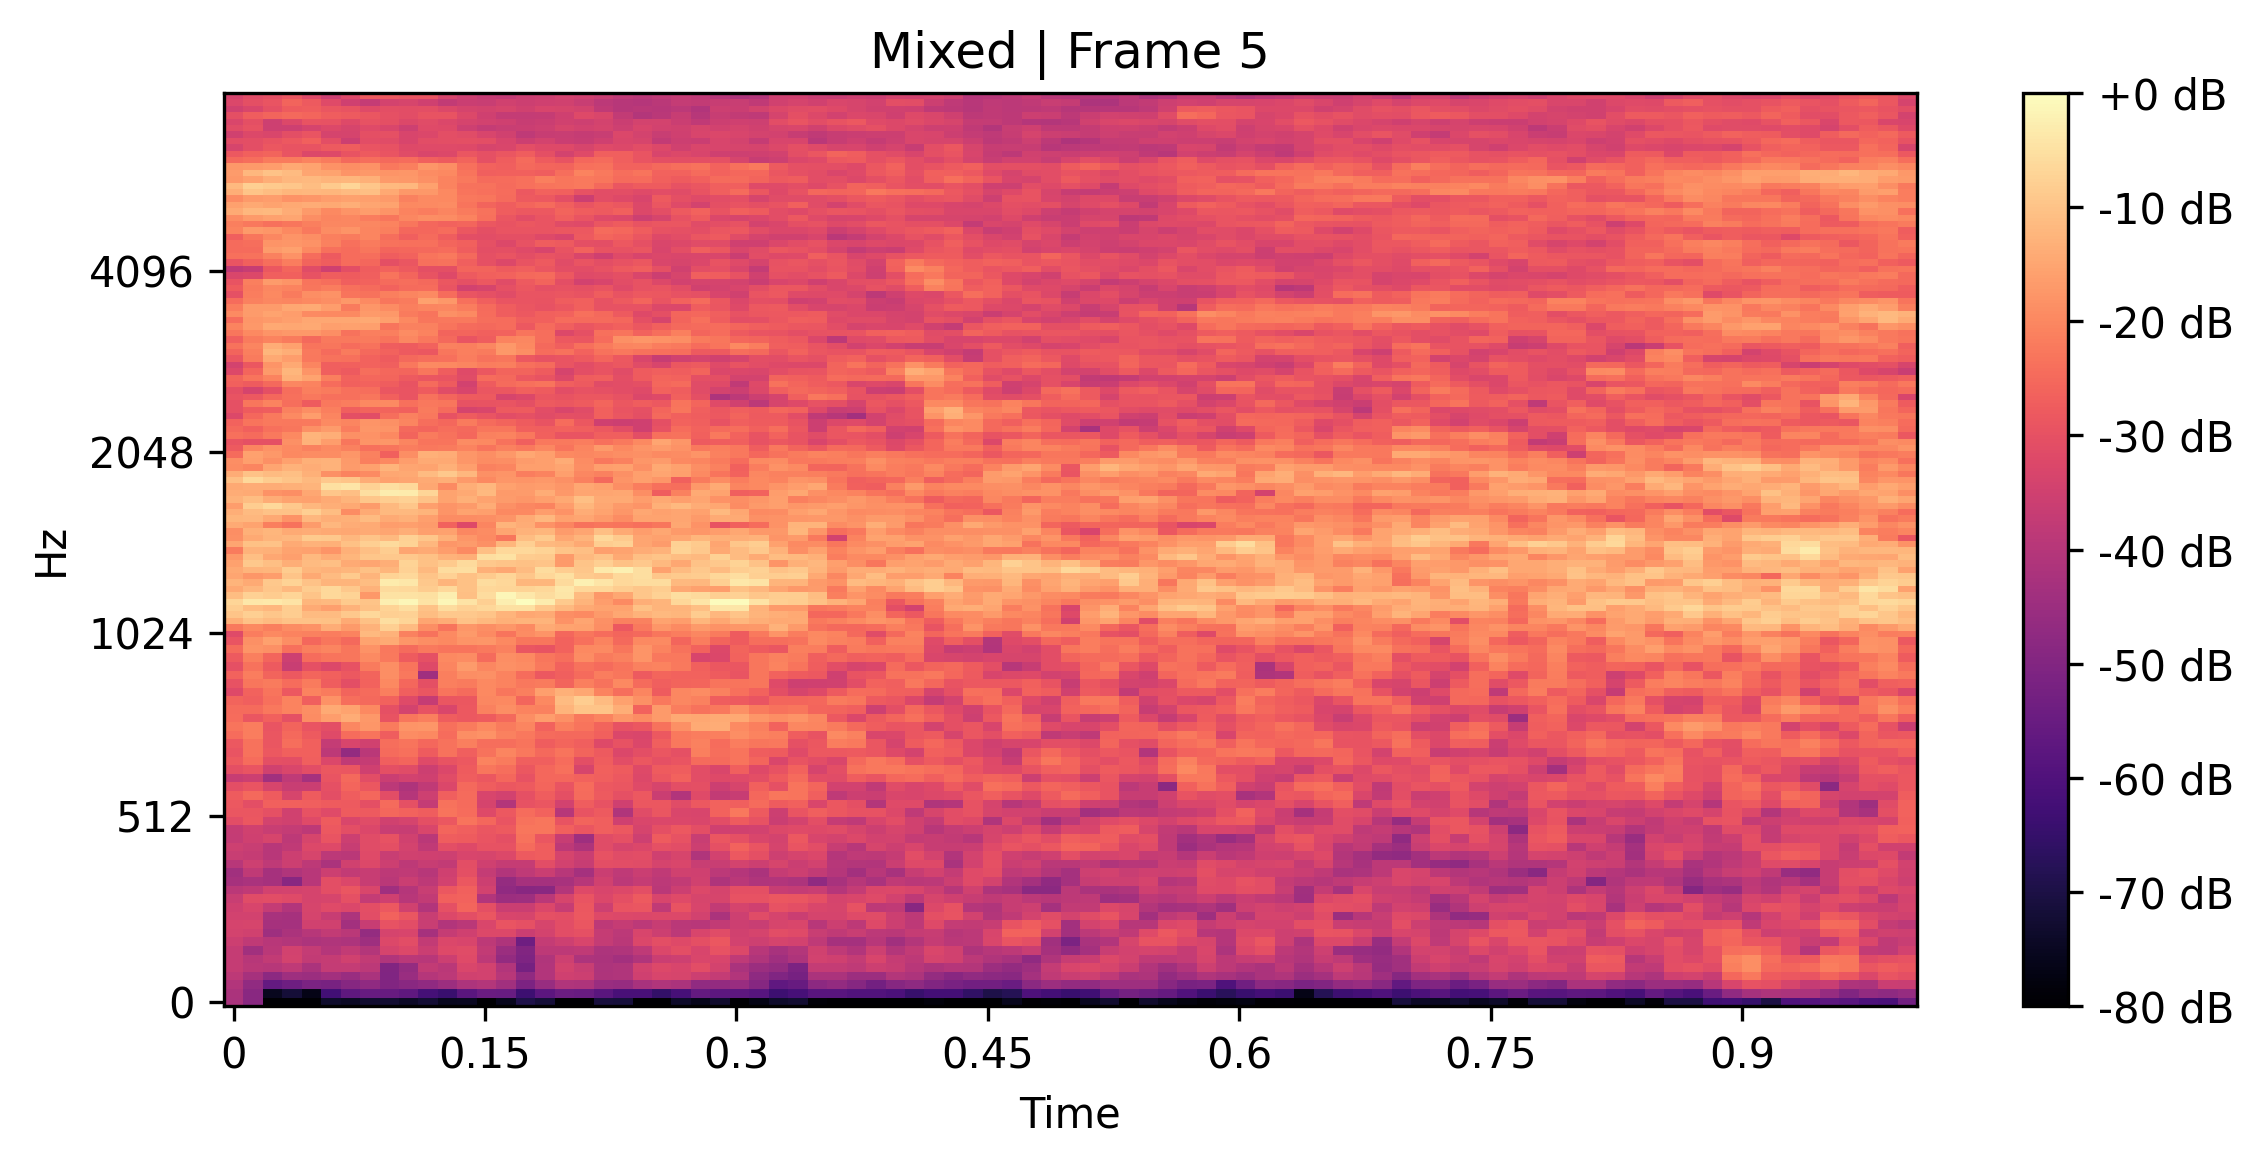 Mixed | Frame 5
+0 dB
-10 dB
-20 dB
-30 dB
-40 dB
-50 dB
-60 dB
-70 dB
-80 dB
Hz
4096
2048
1024
512
0
0 0.15 0.3 0.45 0.6 0.75 0.9
Time